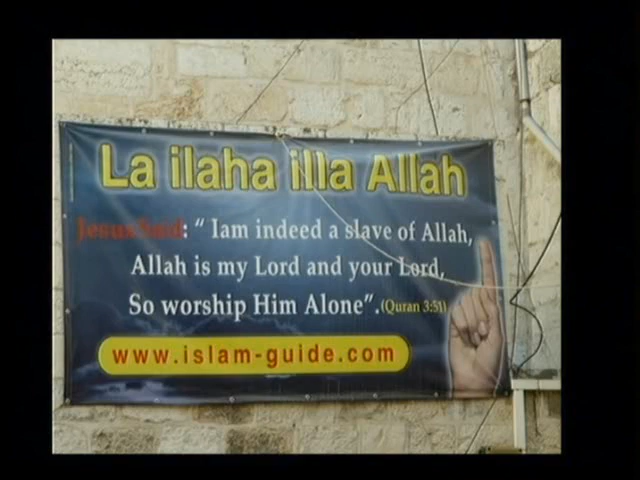 La ilaha illa Allah
Jesus Said: “ Iam indeed a slave of Allah,
Allah is my Lord and your Lord,
So worship Him Alone”.(Quran 3:51)
www.islam-guide.com